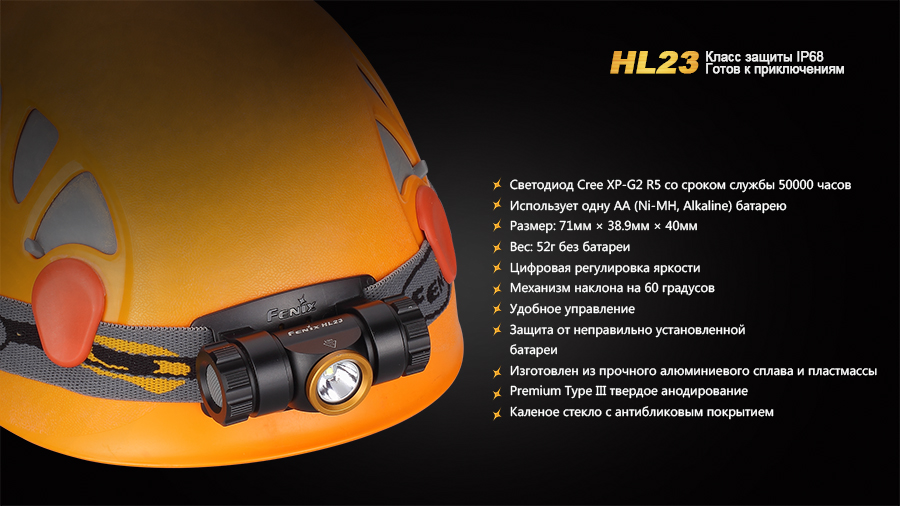 HL23 Класс защиты IP68
Готов к приключениям
Светодиод Cree XP-G2 R5 со сроком службы 50000 часов
Использует одну AA (Ni-MH, Alkaline) батарею
Размер: 71мм × 38.9мм × 40мм
Вес: 52г без батареи
Цифровая регулировка яркости
Механизм наклона на 60 градусов
Удобное управление
Защита от неправильно установленной
батареи
Изготовлен из прочного алюминиевого сплава и пластмассы
Premium Type III твердое анодирование
Каленое стекло с антибликовым покрытием
FENIX
FENIX HL23